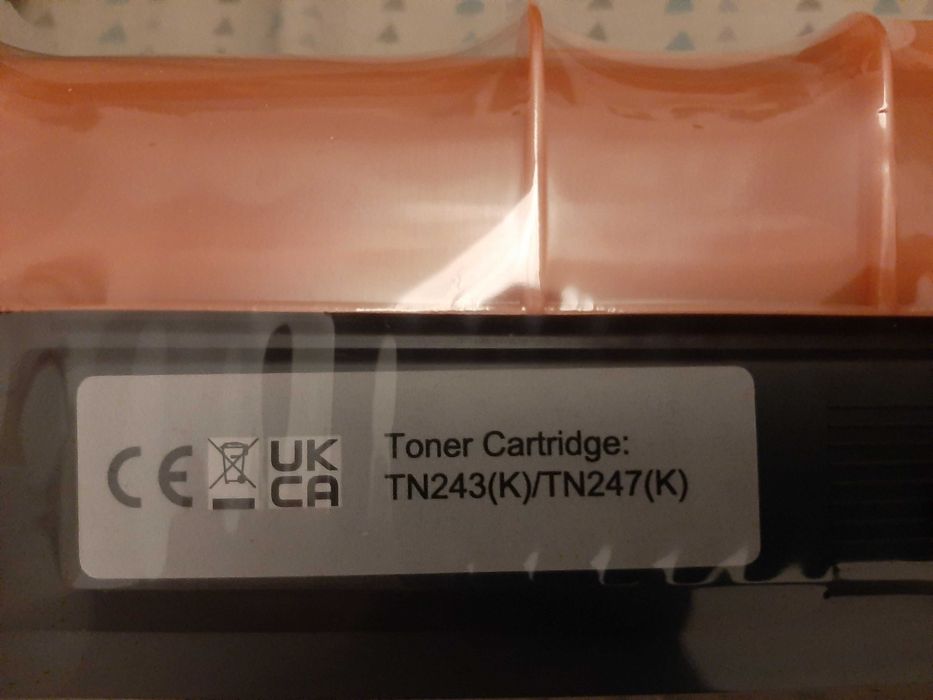 CE
UK
CA
Toner Cartridge:
TN243(K)/TN247(K)